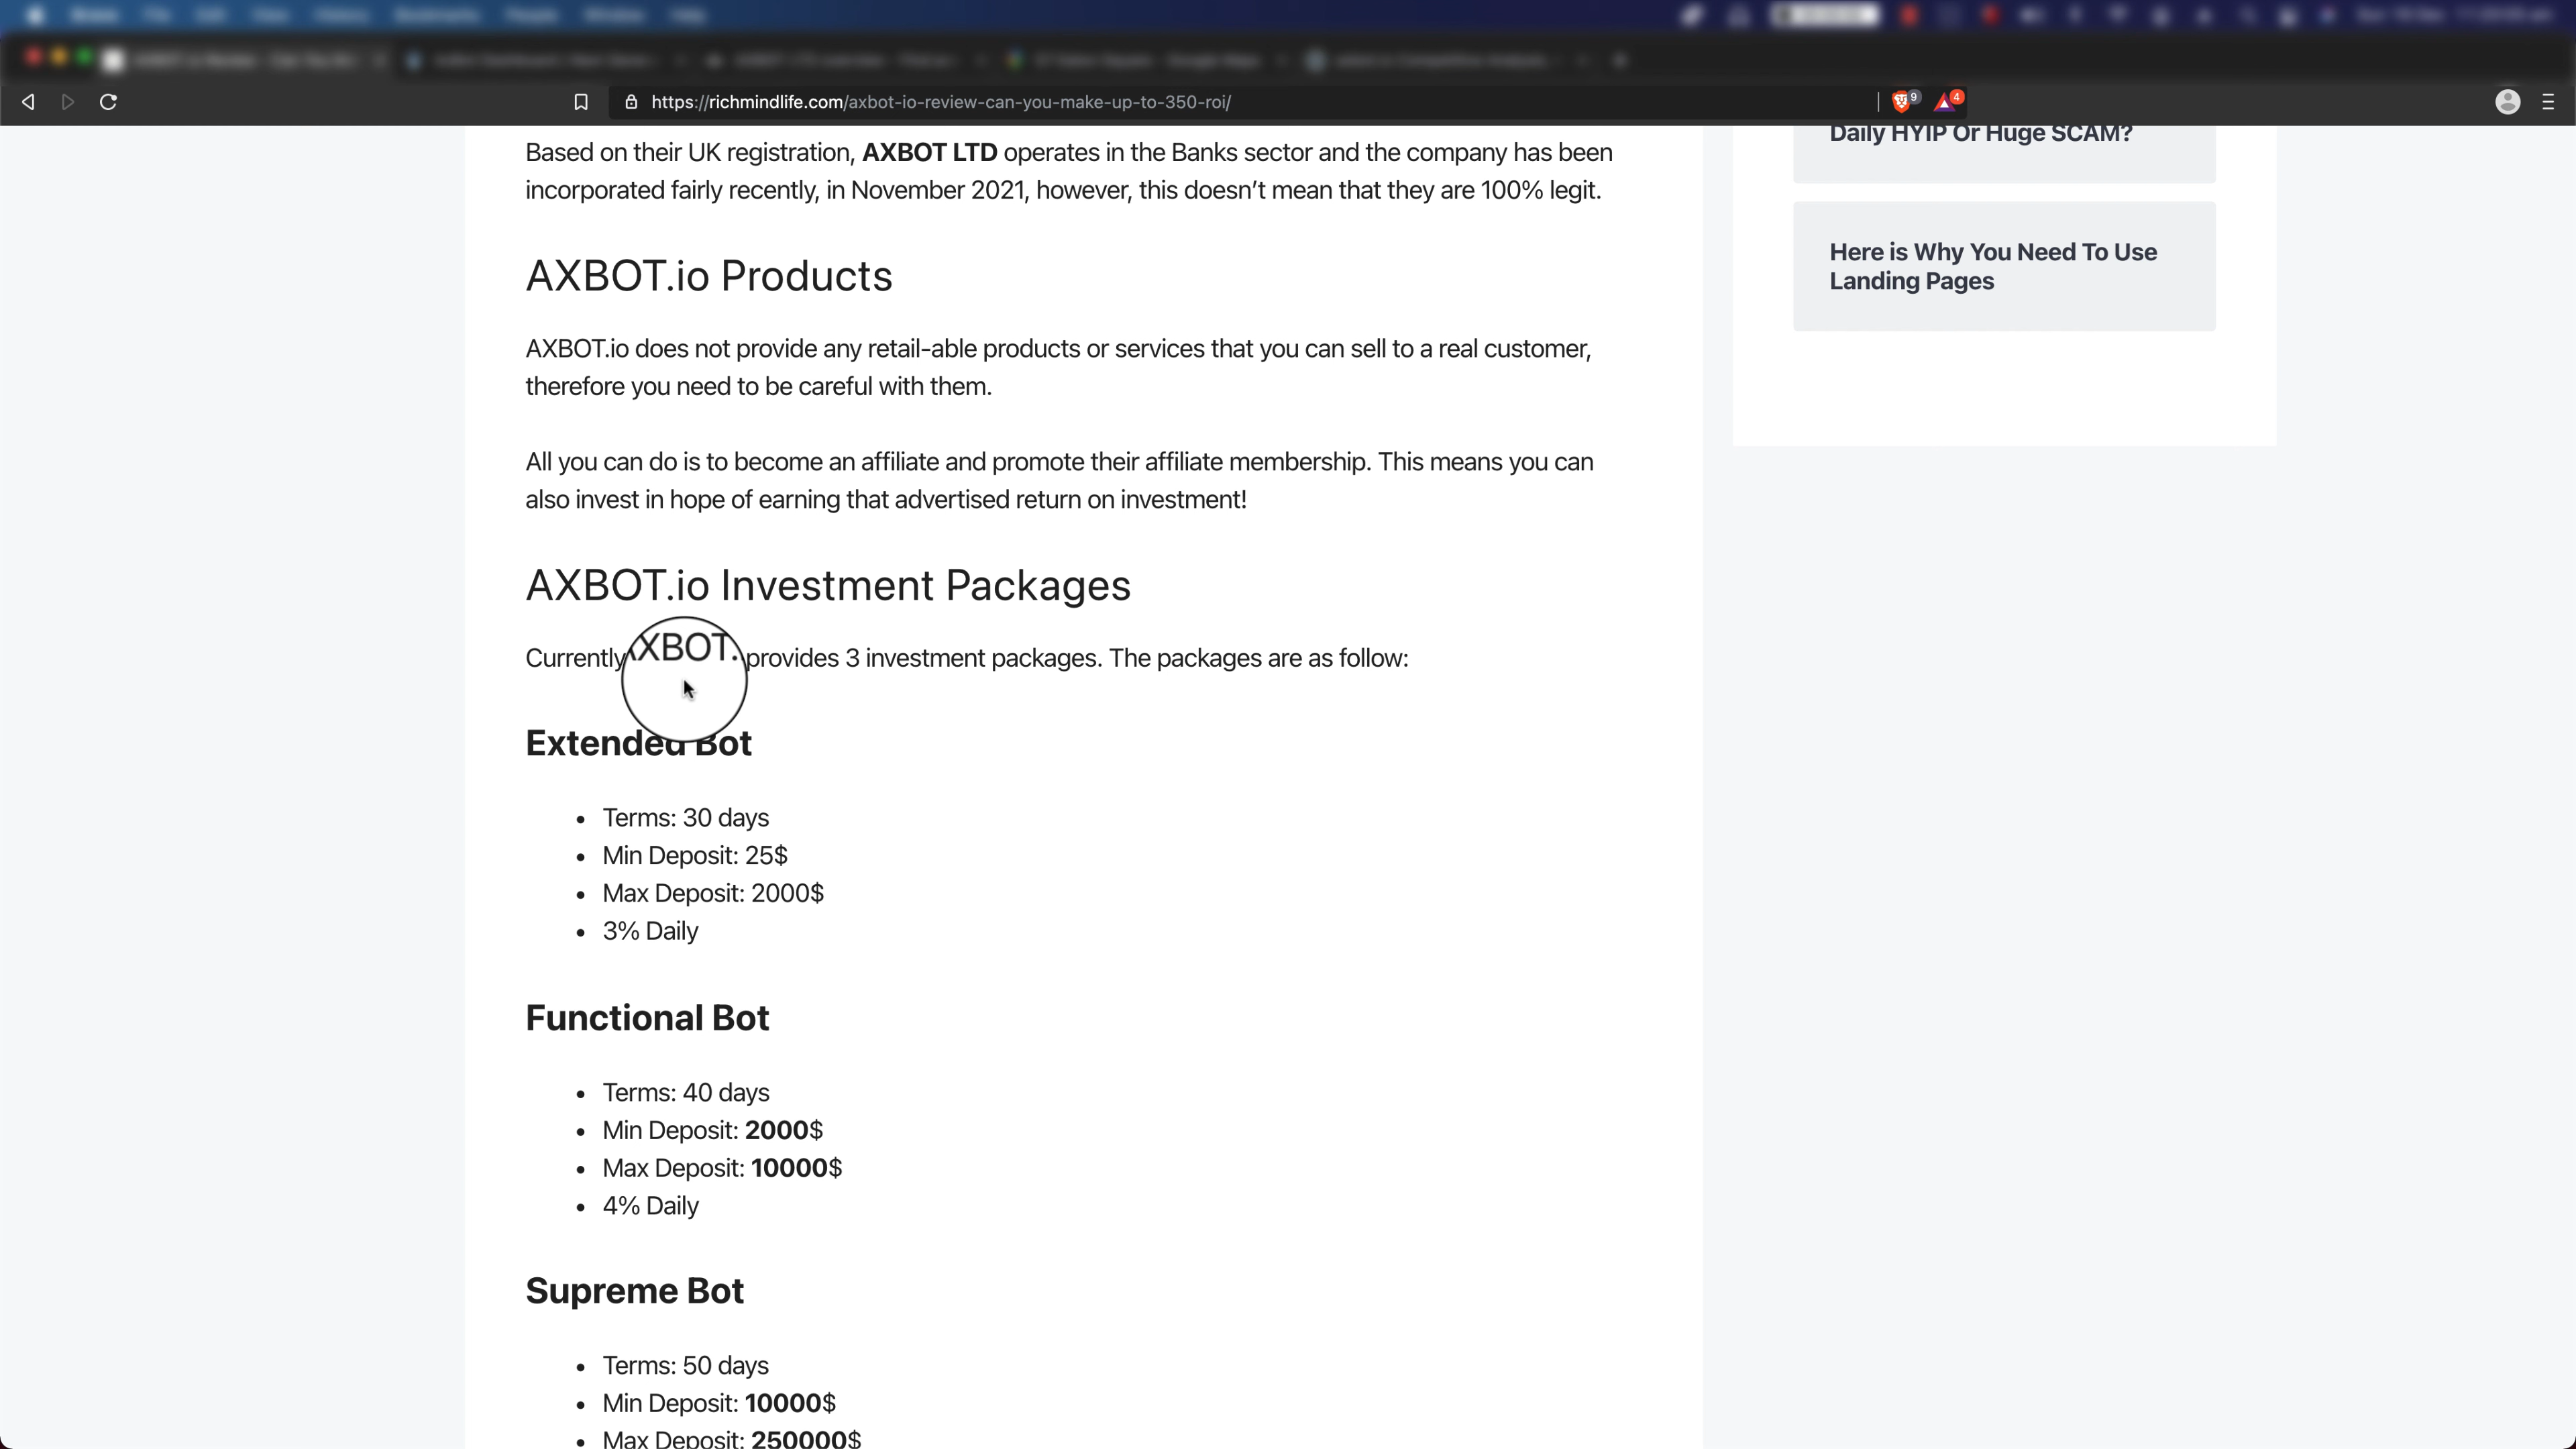 https://richmindlife.com/axbot-io-review-can-you-make-up-to-350-roi/
9
4
Based on their UK registration, AXBOT LTD operates in the Banks sector and the company has been
incorporated fairly recently, in November 2021, however, this doesn’t mean that they are 100% legit.
AXBOT.io Products
AXBOT.io does not provide any retail-able products or services that you can sell to a real customer,
therefore you need to be careful with them.
All you can do is to become an affiliate and promote their affiliate membership. This means you can
also invest in hope of earning that advertised return on investment!
AXBOT.io Investment Packages
Currently XBOT. provides 3 investment packages. The packages are as follow:
Extended Bot
Terms: 30 days
Min Deposit: 25$
Max Deposit: 2000$
3% Daily
Functional Bot
Terms: 40 days
Min Deposit: 2000$
Max Deposit: 10000$
4% Daily
Supreme Bot
Terms: 50 days
Min Deposit: 10000$
Max Deposit: 250000$
Daily HYIP Or Huge SCAM?
Here is Why You Need To Use
Landing Pages